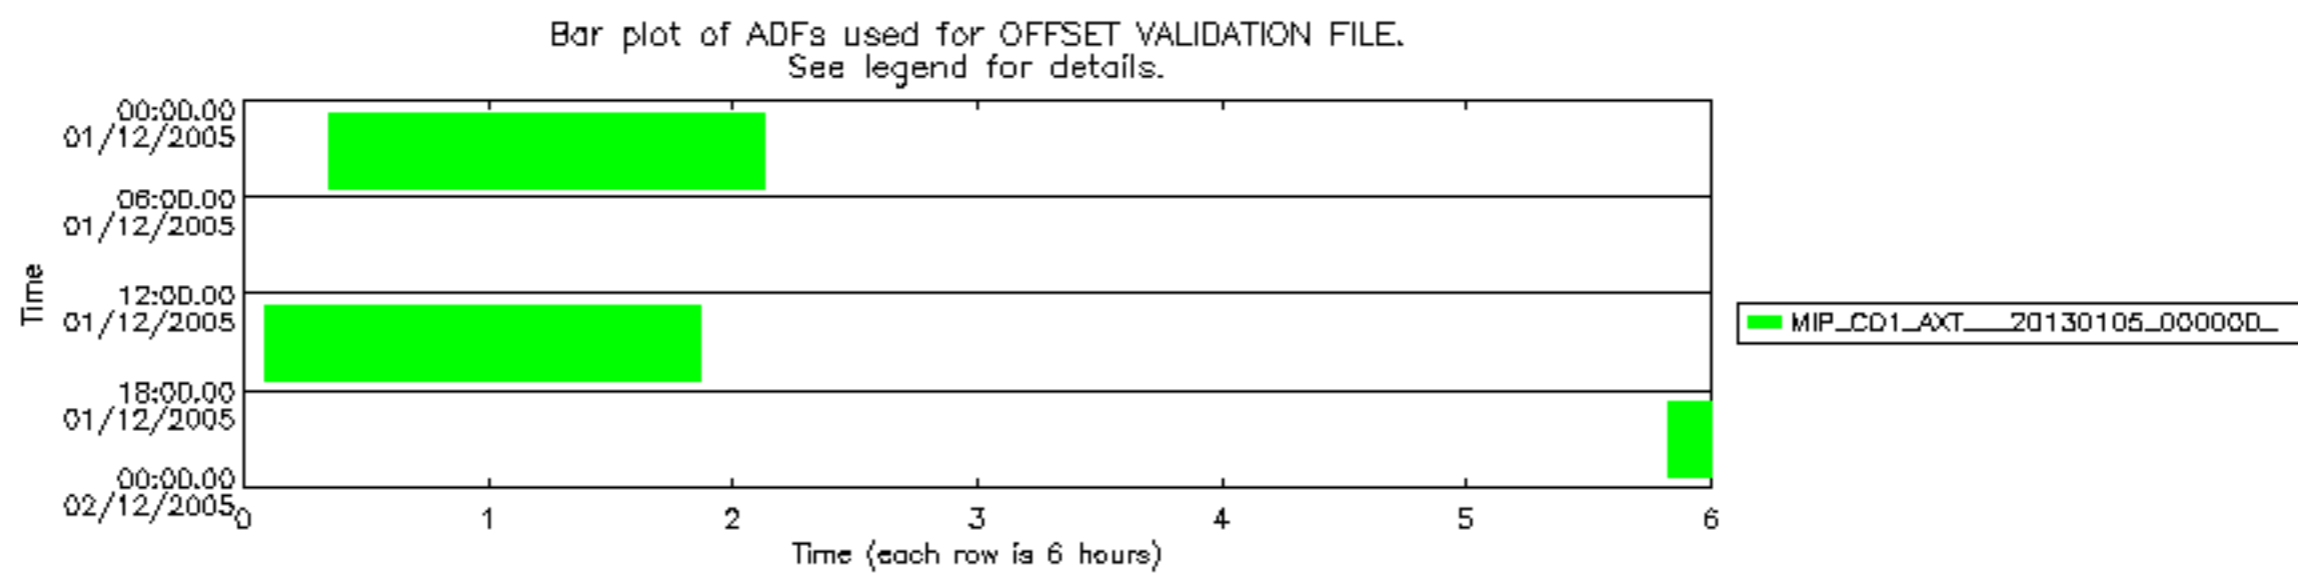 Bar plot of ADFs used for OFFSET VALIDATION FILE.
See legend for details.
00:00.00
01/12/2005
06:00.00
01/12/2005
12:00.00
01/12/2005
18:00.00
01/12/2005
00:00.00
02/12/2005
Time
0 1 2 3 4 5 6
Time (each row is 6 hours)
MIP_CO1_AXT___20130105_000000_